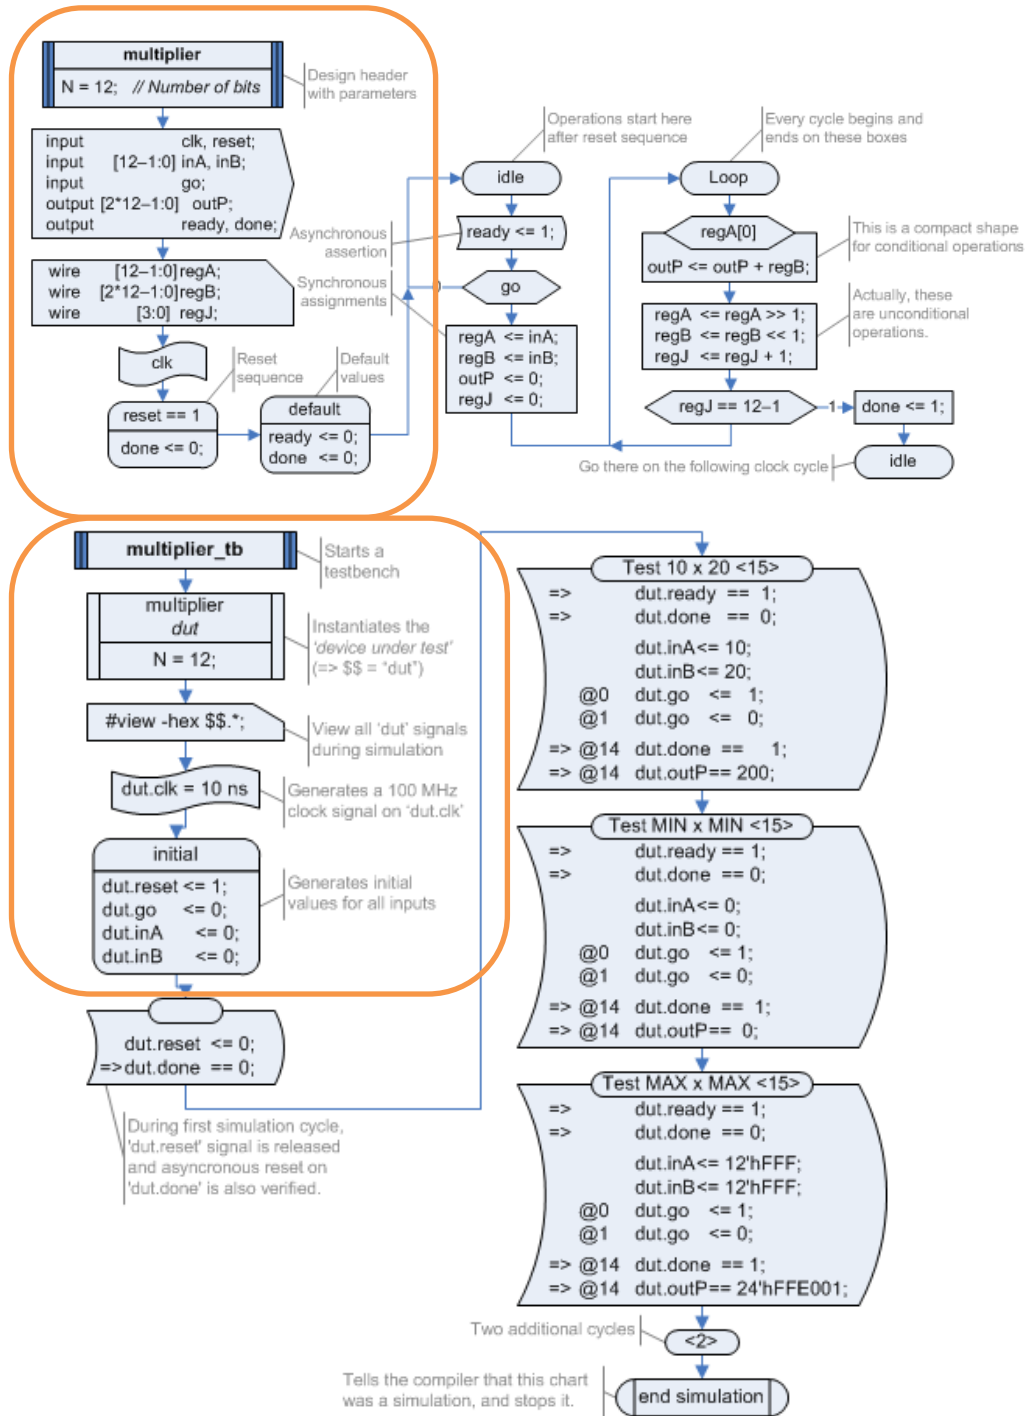 multiplier
N = 12;   // Number of bits
Design header
with parameters
input clk, reset;
input [12–1:0] inA, inB;
input go;
output [2*12–1:0] outP;
output ready, done;
wire [12–1:0] regA;
wire [2*12–1:0] regB;
wire [3:0] regJ;
clk
Reset
sequence
reset == 1
done <= 0;
Default
values
default
ready <= 0;
done <= 0;
Operations start here
after reset sequence
idle
Asynchronous
assertion
ready <= 1;
Synchronous
assignments
0
go
regA <= inA;
regB <= inB;
outP <= 0;
regJ <= 0;
Every cycle begins and
ends on these boxes
Loop
regA[0]
outP <= outP + regB;
This is a compact shape
for conditional operations
regA <= regA >> 1;
regB <= regB << 1;
regJ <= regJ + 1;
Actually, these
are unconditional
operations.
regJ == 12–1
1
done <= 1;
Go there on the following clock cycle
idle
multiplier_tb
Starts a
testbench
multiplier
dut
N = 12;
Instantiates the
'device under test'
(=> $$ = “dut”)
#view -hex $$.*;
View all 'dut' signals
during simulation
dut.clk = 10 ns
Generates a 100 MHz
clock signal on 'dut.clk'
initial
dut.reset <= 1;
dut.go <= 0;
dut.inA <= 0;
dut.inB <= 0;
Generates initial
values for all inputs
dut.reset <= 0;
=> dut.done == 0;
During first simulation cycle,
'dut.reset' signal is released
and asyncronous reset on
'dut.done' is also verified.
Test 10 x 20 <15>
=> dut.ready == 1;
=> dut.done == 0;
dut.inA <= 10;
dut.inB <= 20;
@0 dut.go <= 1;
@1 dut.go <= 0;
=> @14 dut.done == 1;
=> @14 dut.outP == 200;
Test MIN x MIN <15>
=> dut.ready == 1;
=> dut.done == 0;
dut.inA <= 0;
dut.inB <= 0;
@0 dut.go <= 1;
@1 dut.go <= 0;
=> @14 dut.done == 1;
=> @14 dut.outP == 0;
Test MAX x MAX <15>
=> dut.ready == 1;
=> dut.done == 0;
dut.inA <= 12'hFFF;
dut.inB <= 12'hFFF;
@0 dut.go <= 1;
@1 dut.go <= 0;
=> @14 dut.done == 1;
=> @14 dut.outP == 24'hFFE001;
Two additional cycles
<2>
Tells the compiler that this chart
was a simulation, and stops it.
end simulation